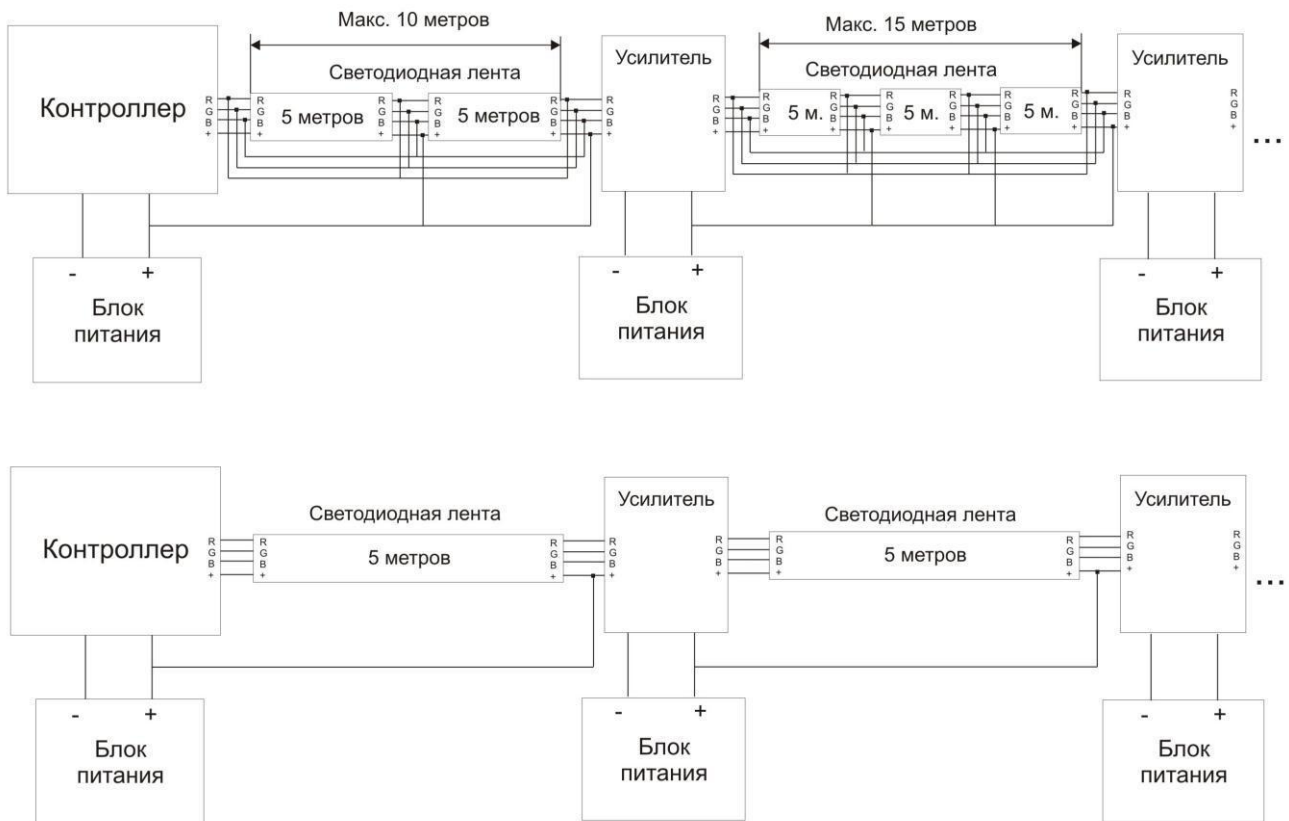 Макс. 10 метров
Макс. 15 метров
Усилитель
Усилитель
Светодиодная лента
Светодиодная лента
Контроллер
R
G
B
+
R
G
B
+
5 метров
R
G
B
+
R
G
B
+
5 метров
R
G
B
+
R
G
B
+
R
G
B
+
R
G
B
+
5 м.
R
G
B
+
R
G
B
+
5 м.
R
G
B
+
R
G
B
+
5 м.
R
G
B
+
R
G
B
+
R
G
B
+
...
- +
Блок
питания
- +
Блок
питания
- +
Блок
питания
Усилитель
Усилитель
Светодиодная лента
Светодиодная лента
Контроллер
R
G
B
+
R
G
B
+
5 метров
R
G
B
+
R
G
B
+
R
G
B
+
R
G
B
+
5 метров
R
G
B
+
R
G
B
+
R
G
B
+
...
- +
Блок
питания
- +
Блок
питания
- +
Блок
питания